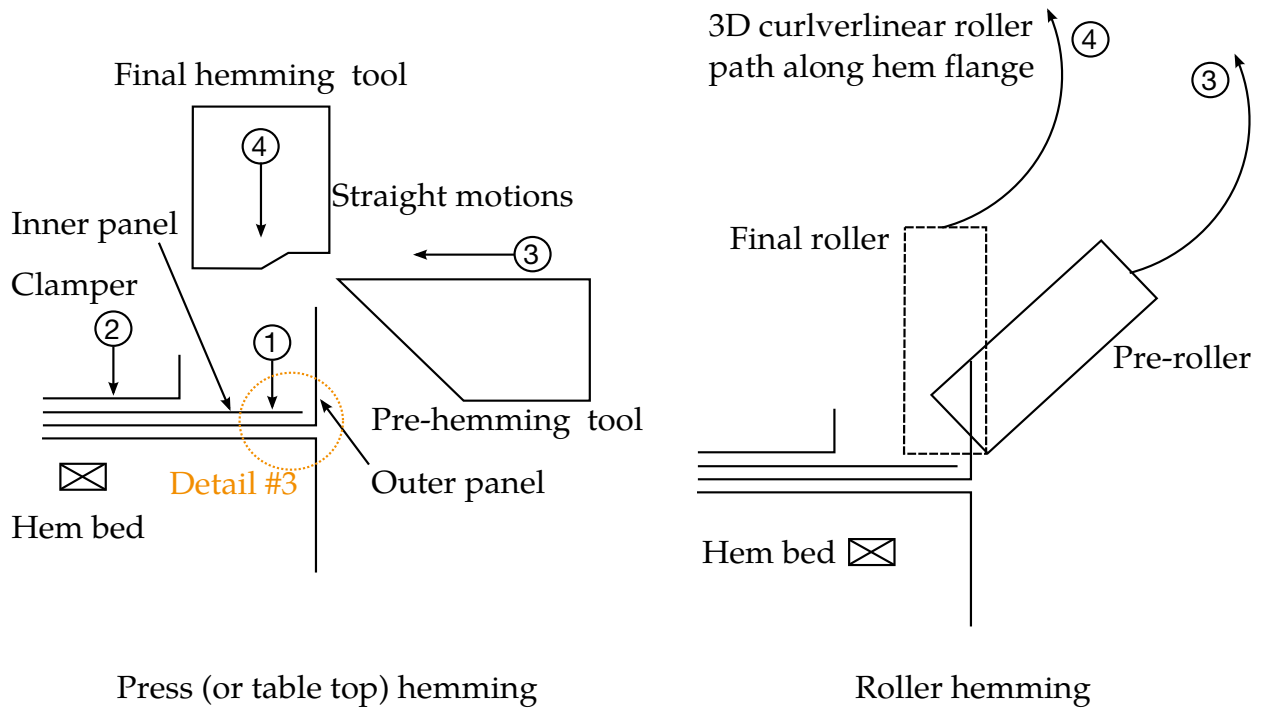 Final hemming tool
4
Straight motions
Inner panel
3
Clamper
2
1
Pre-hemming tool
Detail #3
Outer panel
Hem bed
Press (or table top) hemming
3D curlverlinear roller
path along hem flange
4
3
Final roller
Pre-roller
Hem bed
Roller hemming